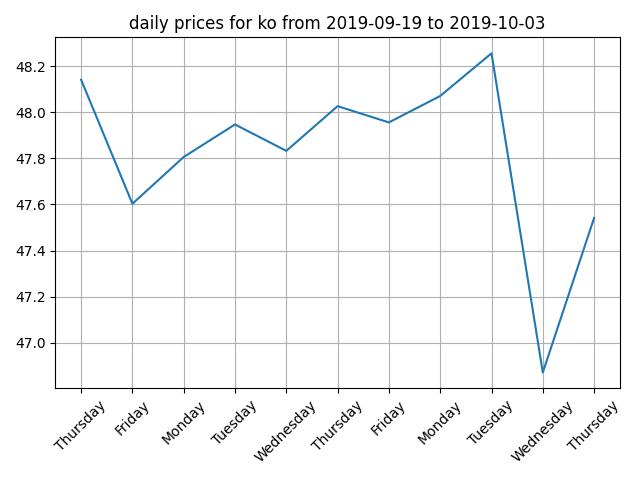 daily prices for ko from 2019-09-19 to 2019-10-03
48.2
48.0
47.8
47.6
47.4
47.2
47.0
Thursday
Friday
Monday
Tuesday
Wednesday
Thursday
Friday
Monday
Tuesday
Wednesday
Thursday